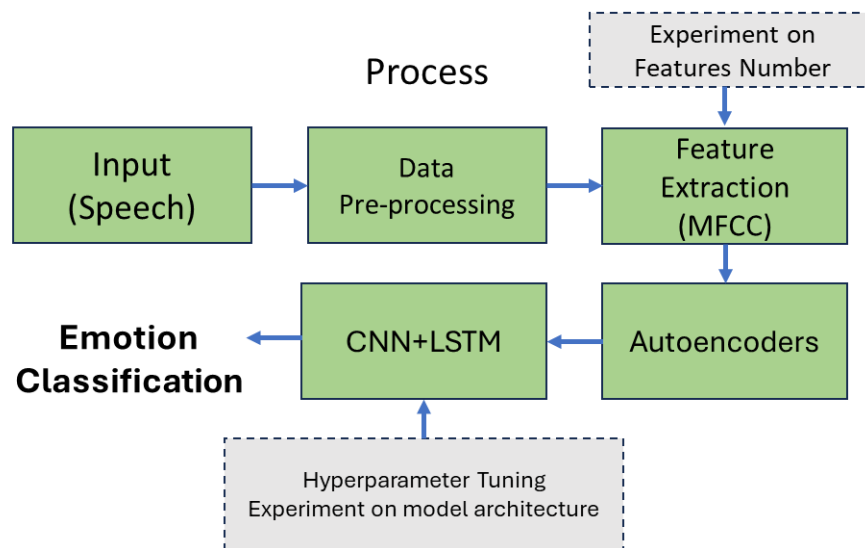 Process
Experiment on
Features Number
Input
(Speech)
Data
Pre-processing
Feature
Extraction
(MFCC)
Autoencoders
CNN+LSTM
Emotion
Classification
Hyperparameter Tuning
Experiment on model architecture